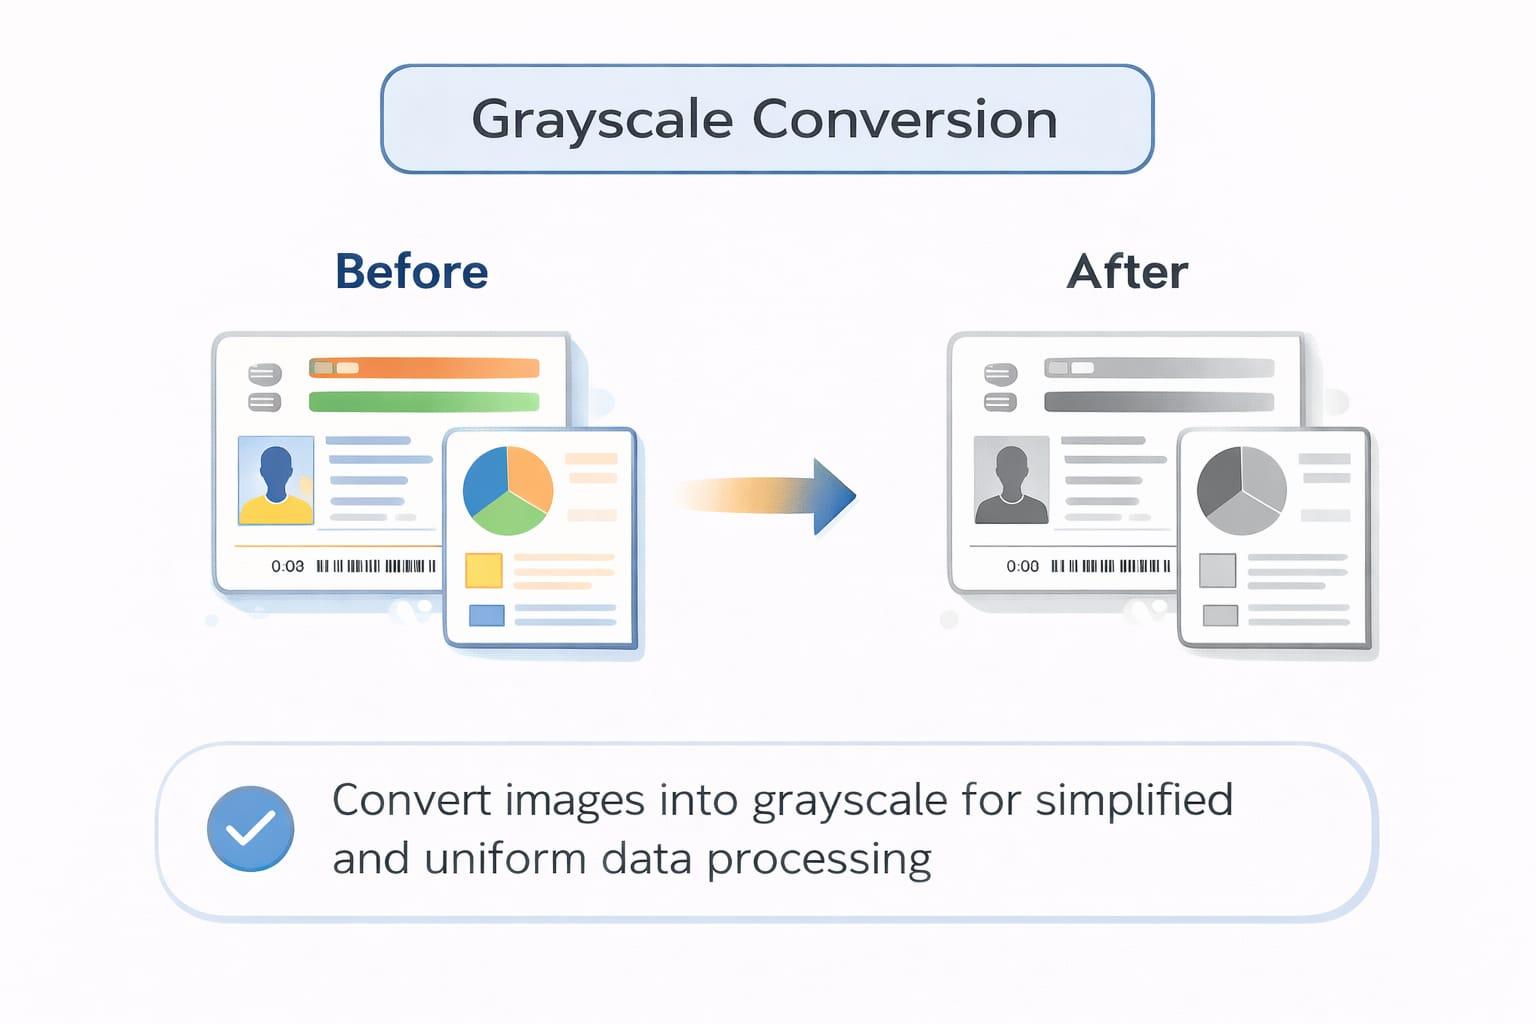 Grayscale Conversion
Before
After
0:03
0:00
Convert images into grayscale for simplified
and uniform data processing